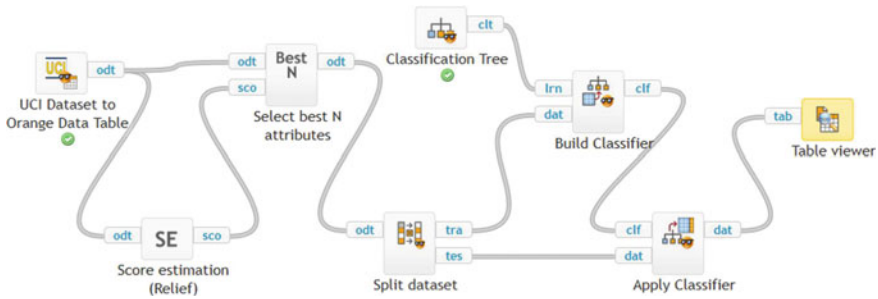 UCI
odt
UCI Dataset to
Orange Data Table
odt
sco
Best
N
odt
Select best N
attributes
clt
Classification Tree
lrn
dat
clf
Build Classifier
tab
Table viewer
odt
SE
sco
Score estimation
(Relief)
odt
tra
tes
Split dataset
clf
dat
dat
Apply Classifier